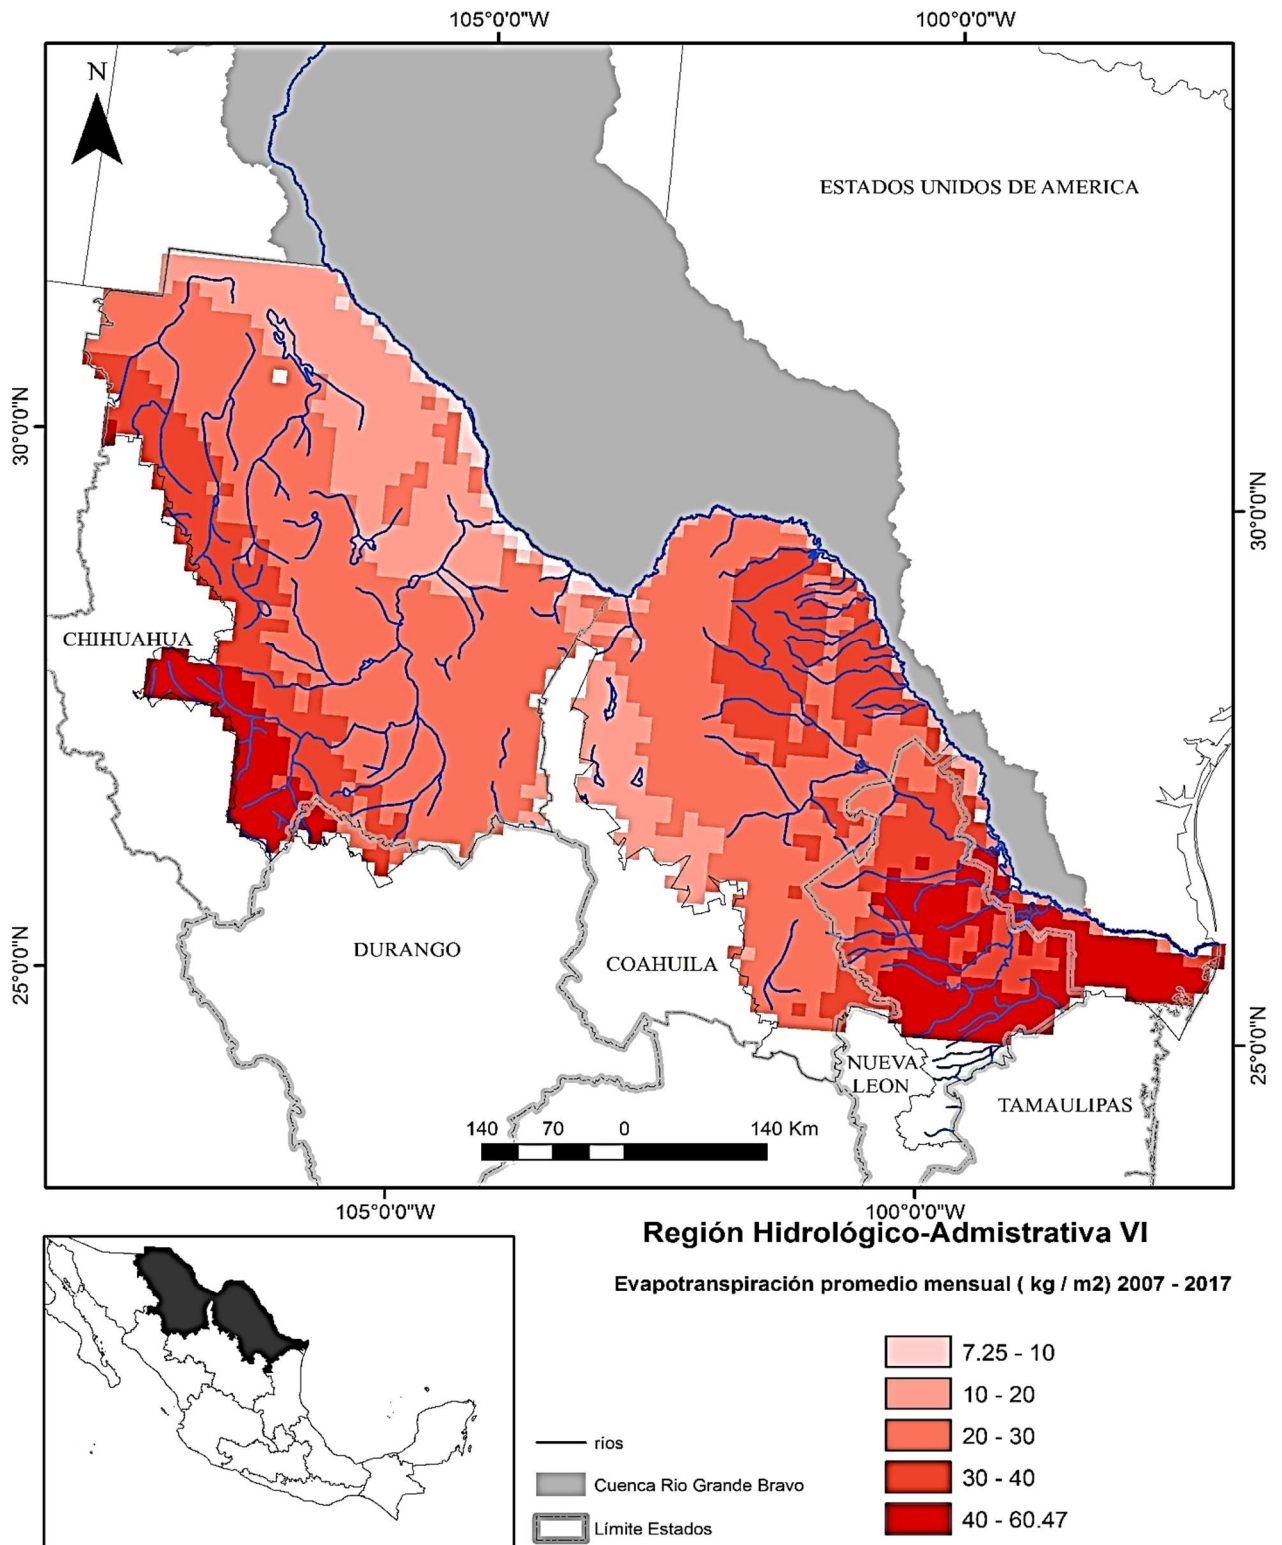 105°0'0"W
100°0'0"W
N
ESTADOS UNIDOS DE AMERICA
30°0'0"N
30°0'0"N
CHIHUAHUA
DURANGO
COAHUILA
25°0'0"N
25°0'0"N
NUEVA
LEON
TAMAULIPAS
140 70 0 140 Km
105°0'0"W
100°0'0"W
Región Hidrológico-Admistrativa VI
Evapotranspiración promedio mensual ( kg / m2) 2007 - 2017
7.25 - 10
10 - 20
20 - 30
30 - 40
40 - 60.47
rios
Cuenca Rio Grande Bravo
Límite Estados